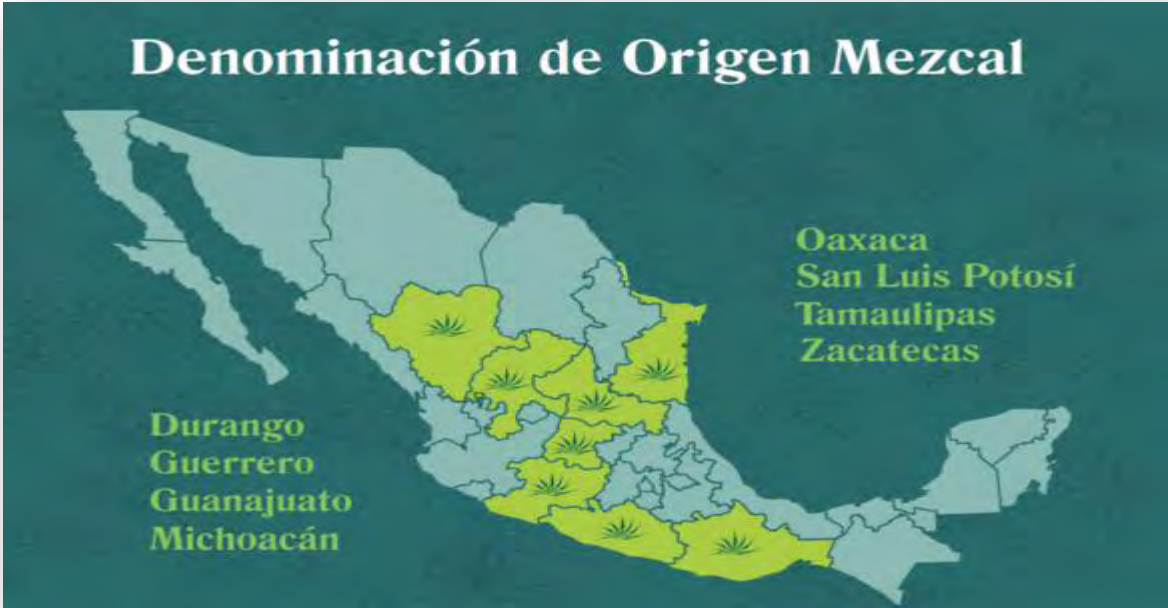 Denominación de Origen Mezcal
Oaxaca
San Luis Potosí
Tamaulipas
Zacatecas
Durango
Guerrero
Guanajuato
Michoacán